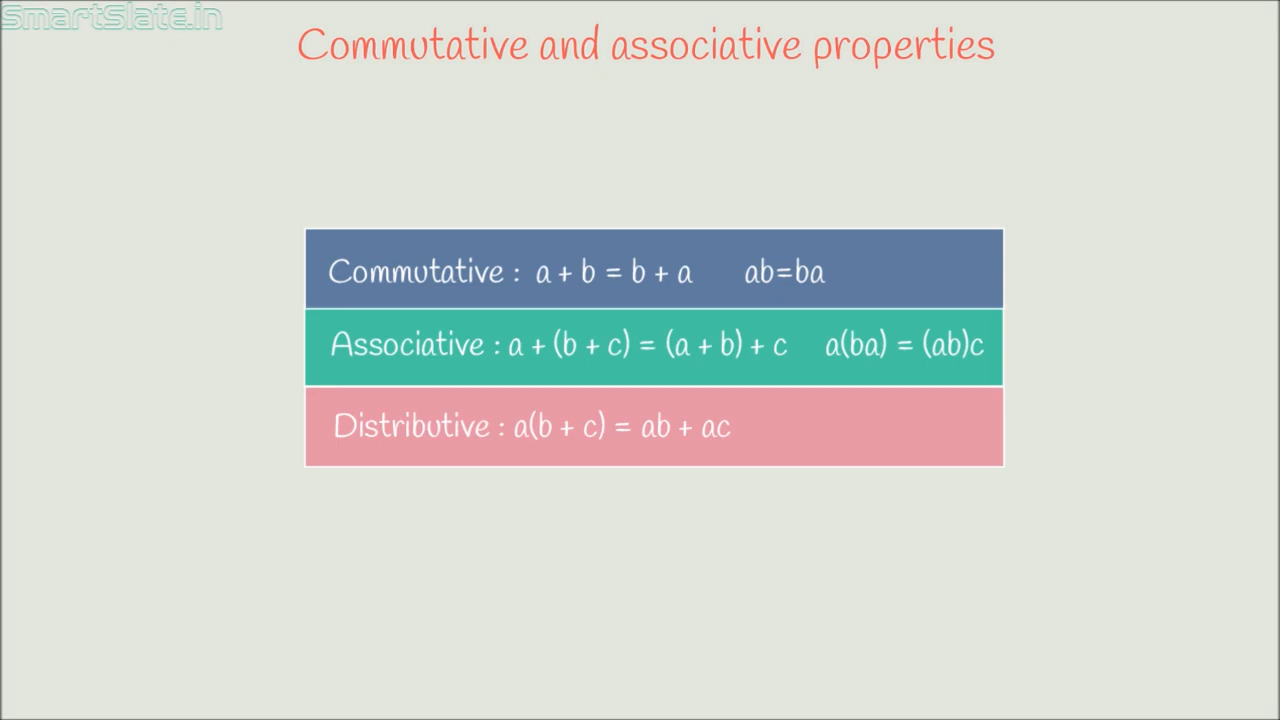 SmartSlate.in
Commutative and associative properties
Commutative : a + b = b + a ab=ba
Associative : a + (b + c) = (a + b) + c a(ba) = (ab)c
Distributive : a(b + c) = ab + ac